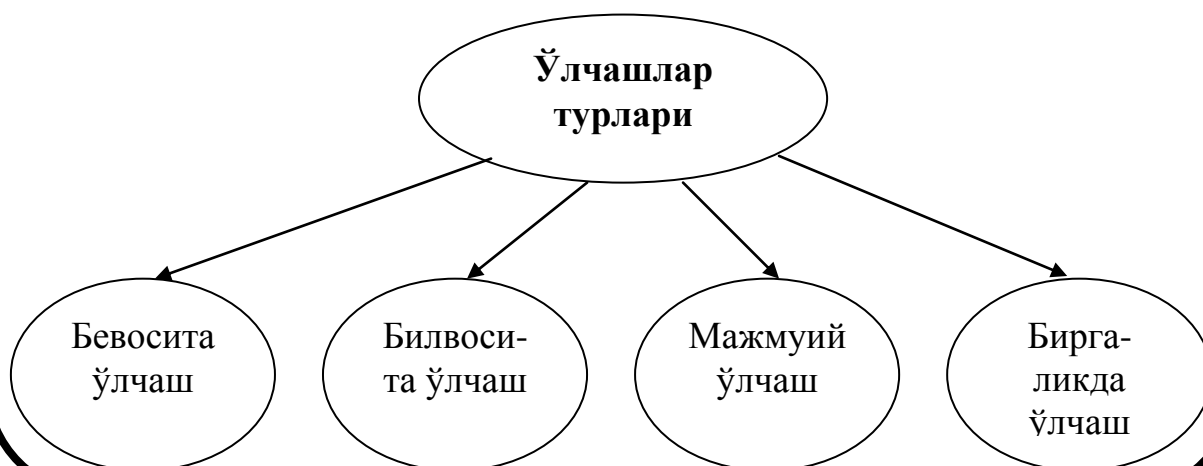 Ўлчашлар
турлари
Бевосита
ўлчаш
Билвоси-
та ўлчаш
Мажмуий
ўлчаш
Бирга-
ликда
ўлчаш